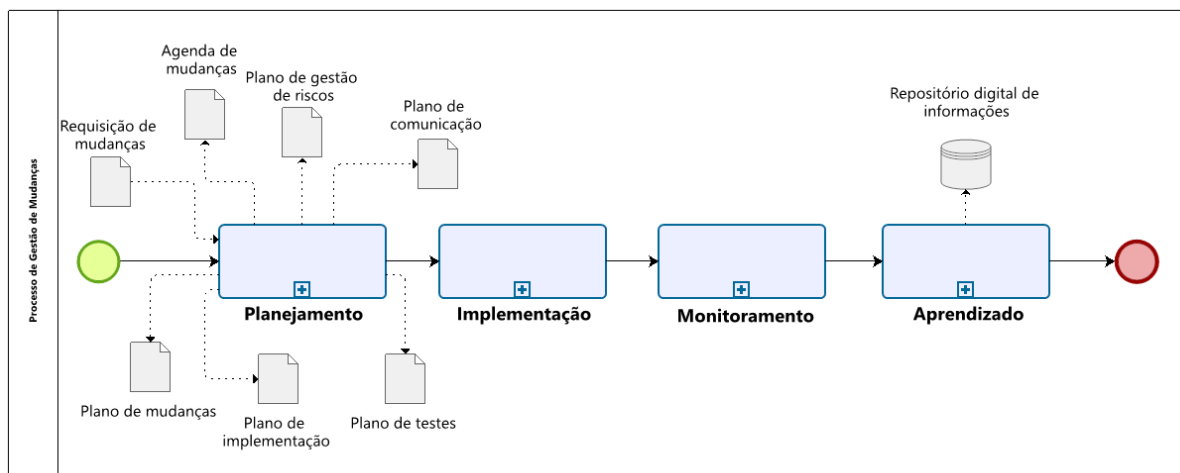 Processo de Gestão de Mudanças
Agenda de
mudanças
Plano de gestão
de riscos
Plano de
comunicação
Requisição de
mudanças
Repositório digital de
informações
Planejamento
Implementação
Monitoramento
Aprendizado
Plano de mudanças
Plano de
implementação
Plano de testes